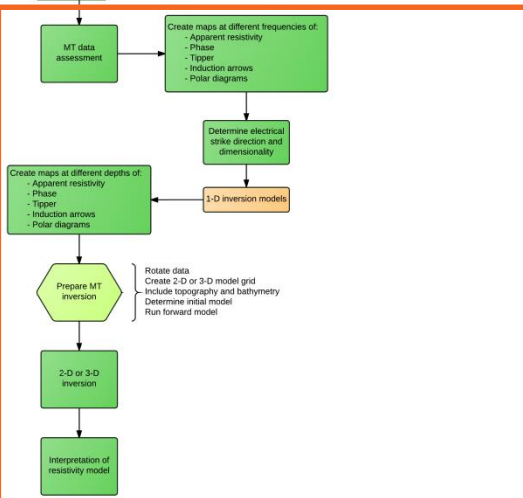 MT data
assessment
Create maps at different frequencies of:
- Apparent resistivity
- Phase
- Tipper
- Induction arrows
- Polar diagrams
Determine electrical
strike direction and
dimensionality
1-D inversion models
Create maps at different depths of:
- Apparent resistivity
- Phase
- Tipper
- Induction arrows
- Polar diagrams
Prepare MT
inversion
Rotate data
Create 2-D or 3-D model grid
Include topography and bathymetry
Determine initial model
Run forward model
2-D or 3-D
inversion
Interpretation of
resistivity model